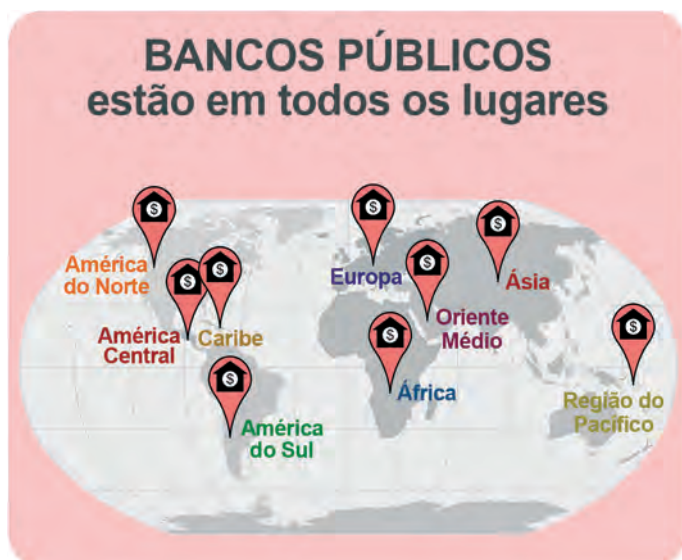 BANCOS PÚBLICOS
estão em todos os lugares
$
$
$
$
$
$
$
$
$
América
do Norte
Europa
Ásia
América
Central
Caribe
Oriente
Médio
África
Região do
Pacífico
América
do Sul